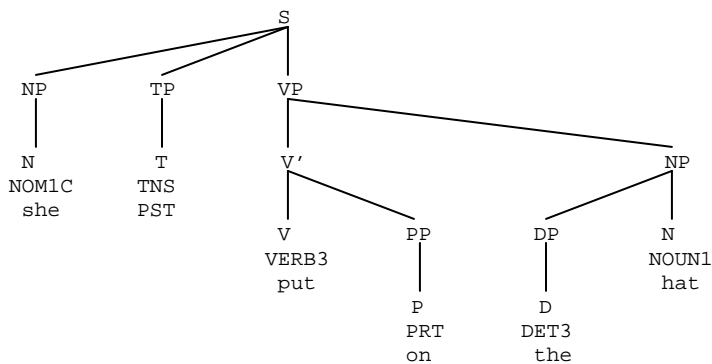 S
NP TP VP
N T V’ NP
NOM1C TNS
she PST
V PP DP N
VERB3 NOUN1
put hat
P D
PRT DET3
on the